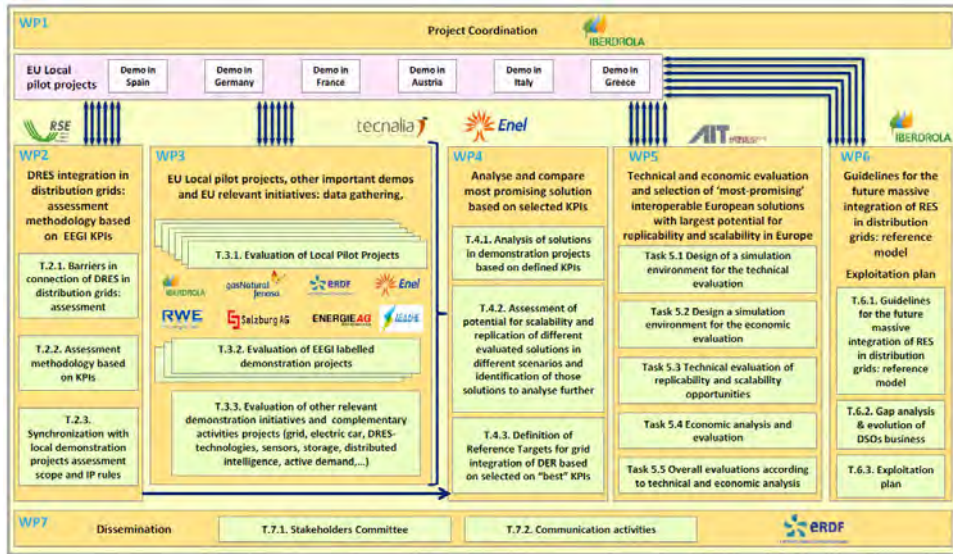 WP1
Project Coordination
IBERDROLA
EU Local
pilot projects
Demo in
Spain
Demo in
Germany
Demo in
France
Demo in
Austria
Demo in
Italy
Demo in
Greece
RSE
tecnalia
Enel
AIT
IBERDROLA
WP2
DRES integration in
distribution grids:
assessment
methodology based
on EEGI KPIs
T.2.1. Barriers in
connection of DRES in
distribution grids:
assessment
T.2.2. Assessment
methodology based
on KPIs
T.2.3.
Synchronization with
local demonstration
projects assessment
scope and IP rules
WP3
EU Local pilot projects, other important demos
and EU relevant initiatives: data gathering,
T.3.1. Evaluation of Local Pilot Projects
IBERDROLA
gasNatural
fenosa
eRDF
Enel
RWE
Salzburg AG
ENERGIE AG
T.3.2. Evaluation of EEGI labelled
demonstration projects
T.3.3. Evaluation of other relevant
demonstration initiatives and complementary
activities projects (grid, electric car, DRES-
technologies, sensors, storage, distributed
intelligence, active demand,...)
WP4
Analyse and compare
most promising solution
based on selected KPIs
T.4.1. Analysis of solutions
in demonstration projects
based on defined KPIs
T.4.2. Assessment of
potential for scalability and
replication of different
evaluated solutions in
different scenarios and
identification of those
solutions to analyse further
T.4.3. Definition of
Reference Targets for grid
integration of DER based
on selected on "best" KPIs
WP5
Technical and economic evaluation
and selection of 'most-promising'
interoperable European solutions
with largest potential for
replicability and scalability in Europe
Task 5.1 Design of a simulation
environment for the technical
evaluation
Task 5.2 Design a simulation
environment for the economic
evaluation
Task 5.3 Technical evaluation
of replicability and scalability
opportunities
Task 5.4 Economic analysis and
evaluation
Task 5.5 Overall evaluations according
to technical and economic analysis
WP6
Guidelines for the
future massive
integration of RES
in distribution
grids: reference
model
Exploitation plan
T.6.1. Guidelines
for the future
massive
integration of RES
in distribution
grids: reference
model
T.6.2. Gap analysis
& evolution of
DSOs business
T.6.3. Exploitation
plan
WP7
Dissemination
T.7.1. Stakeholders Committee
T.7.2. Communication activities
eRDF